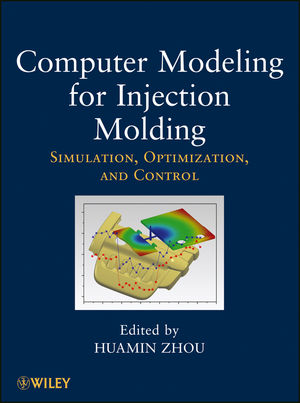 Computer Modeling
for Injection
Molding
SIMULATION, OPTIMIZATION,
AND CONTROL
Edited by
HUAMIN ZHOU
WILEY